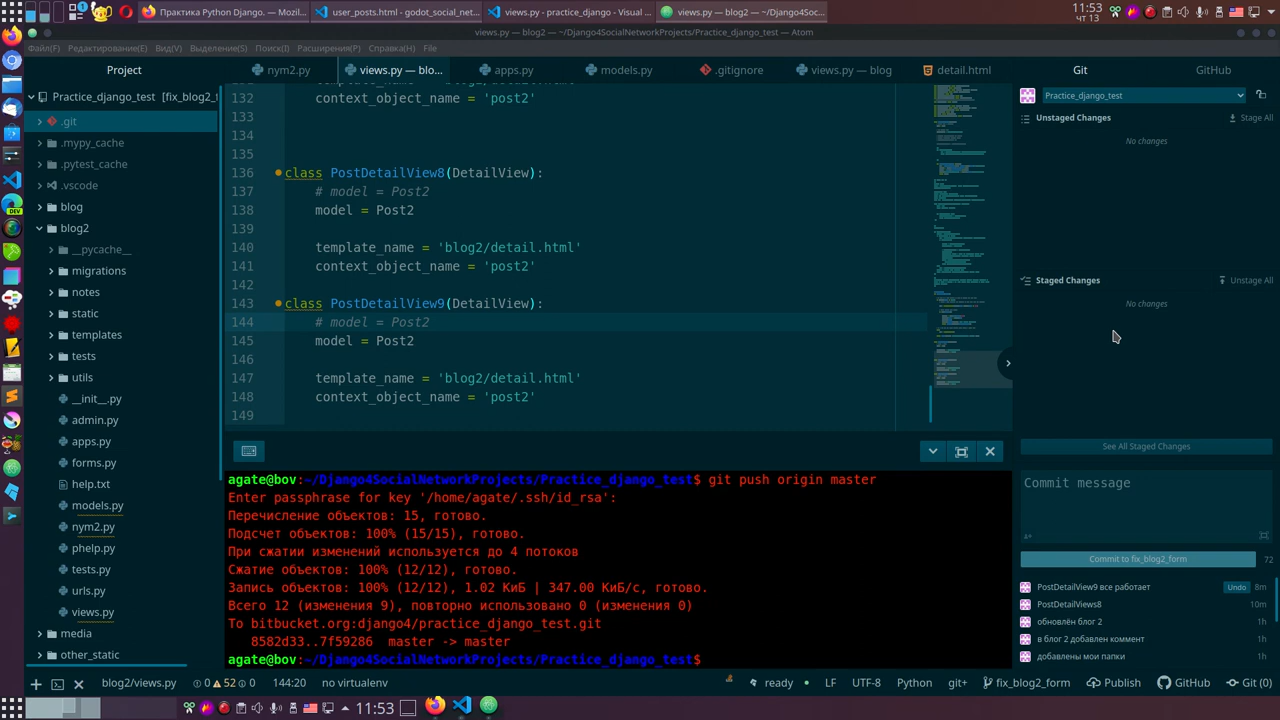 Практика Python Django. — Mozil...
user_posts.html - godot_social_net...
views.py - practice_django - Visual ...
views.py — blog2 — ~/Django4Soc...
11:53
чт 13
views.py — blog2 — ~/Django4SocialNetworkProjects/Practice_django_test — Atom
Файл(F) Редактирование(E) Вид(V) Выделение(S) Поиск(I) Расширения(P) Справка(H) File
Project
nym2.py
views.py — blo...
apps.py
models.py
.gitignore
views.py — blog
detail.html
Git
GitHub
Practice_django_test [fix_blog2_f
.git
.mypy_cache
.pytest_cache
.vscode
blog
blog2
__pycache__
migrations
notes
static
templates
tests
utils
__init__.py
admin.py
apps.py
forms.py
help.txt
models.py
nym2.py
phelp.py
tests.py
urls.py
views.py
media
other_static
132 context_object_name = 'post2'
133
134
135
136 class PostDetailView8(DetailView):
137 # model = Post2
138 model = Post2
139
140 template_name = 'blog2/detail.html'
141 context_object_name = 'post2'
142
143 class PostDetailView9(DetailView):
144 # model = Post2
145 model = Post2
146
147 template_name = 'blog2/detail.html'
148 context_object_name = 'post2'
149
agate@bov:~/Django4SocialNetworkProjects/Practice_django_test$ git push origin master
Enter passphrase for key '/home/agate/.ssh/id_rsa':
Перечисление объектов: 15, готово.
Подсчет объектов: 100% (15/15), готово.
При сжатии изменений используется до 4 потоков
Сжатие объектов: 100% (12/12), готово.
Запись объектов: 100% (12/12), 1.02 КиБ | 347.00 КиБ/с, готово.
Всего 12 (изменения 9), повторно использовано 0 (изменения 0)
To bitbucket.org:django4/practice_django_test.git
8582d33..7f59286 master -> master
agate@bov:~/Django4SocialNetworkProjects/Practice_django_test$
Practice_django_test
Unstaged Changes
Stage All
No changes
Staged Changes
Unstage All
No changes
See All Staged Changes
Commit message
Commit to fix_blog2_form
72
PostDetailView9 все работает Undo 8m
PostDetailViews8 10m
обновлён блог 2 1h
в блог 2 добавлен коммент 1h
добавлены мои папки 1h
blog2/views.py 0 52 0 144:20 no virtualenv
ready LF UTF-8 Python git+ fix_blog2_form Publish GitHub Git (0)
11:53